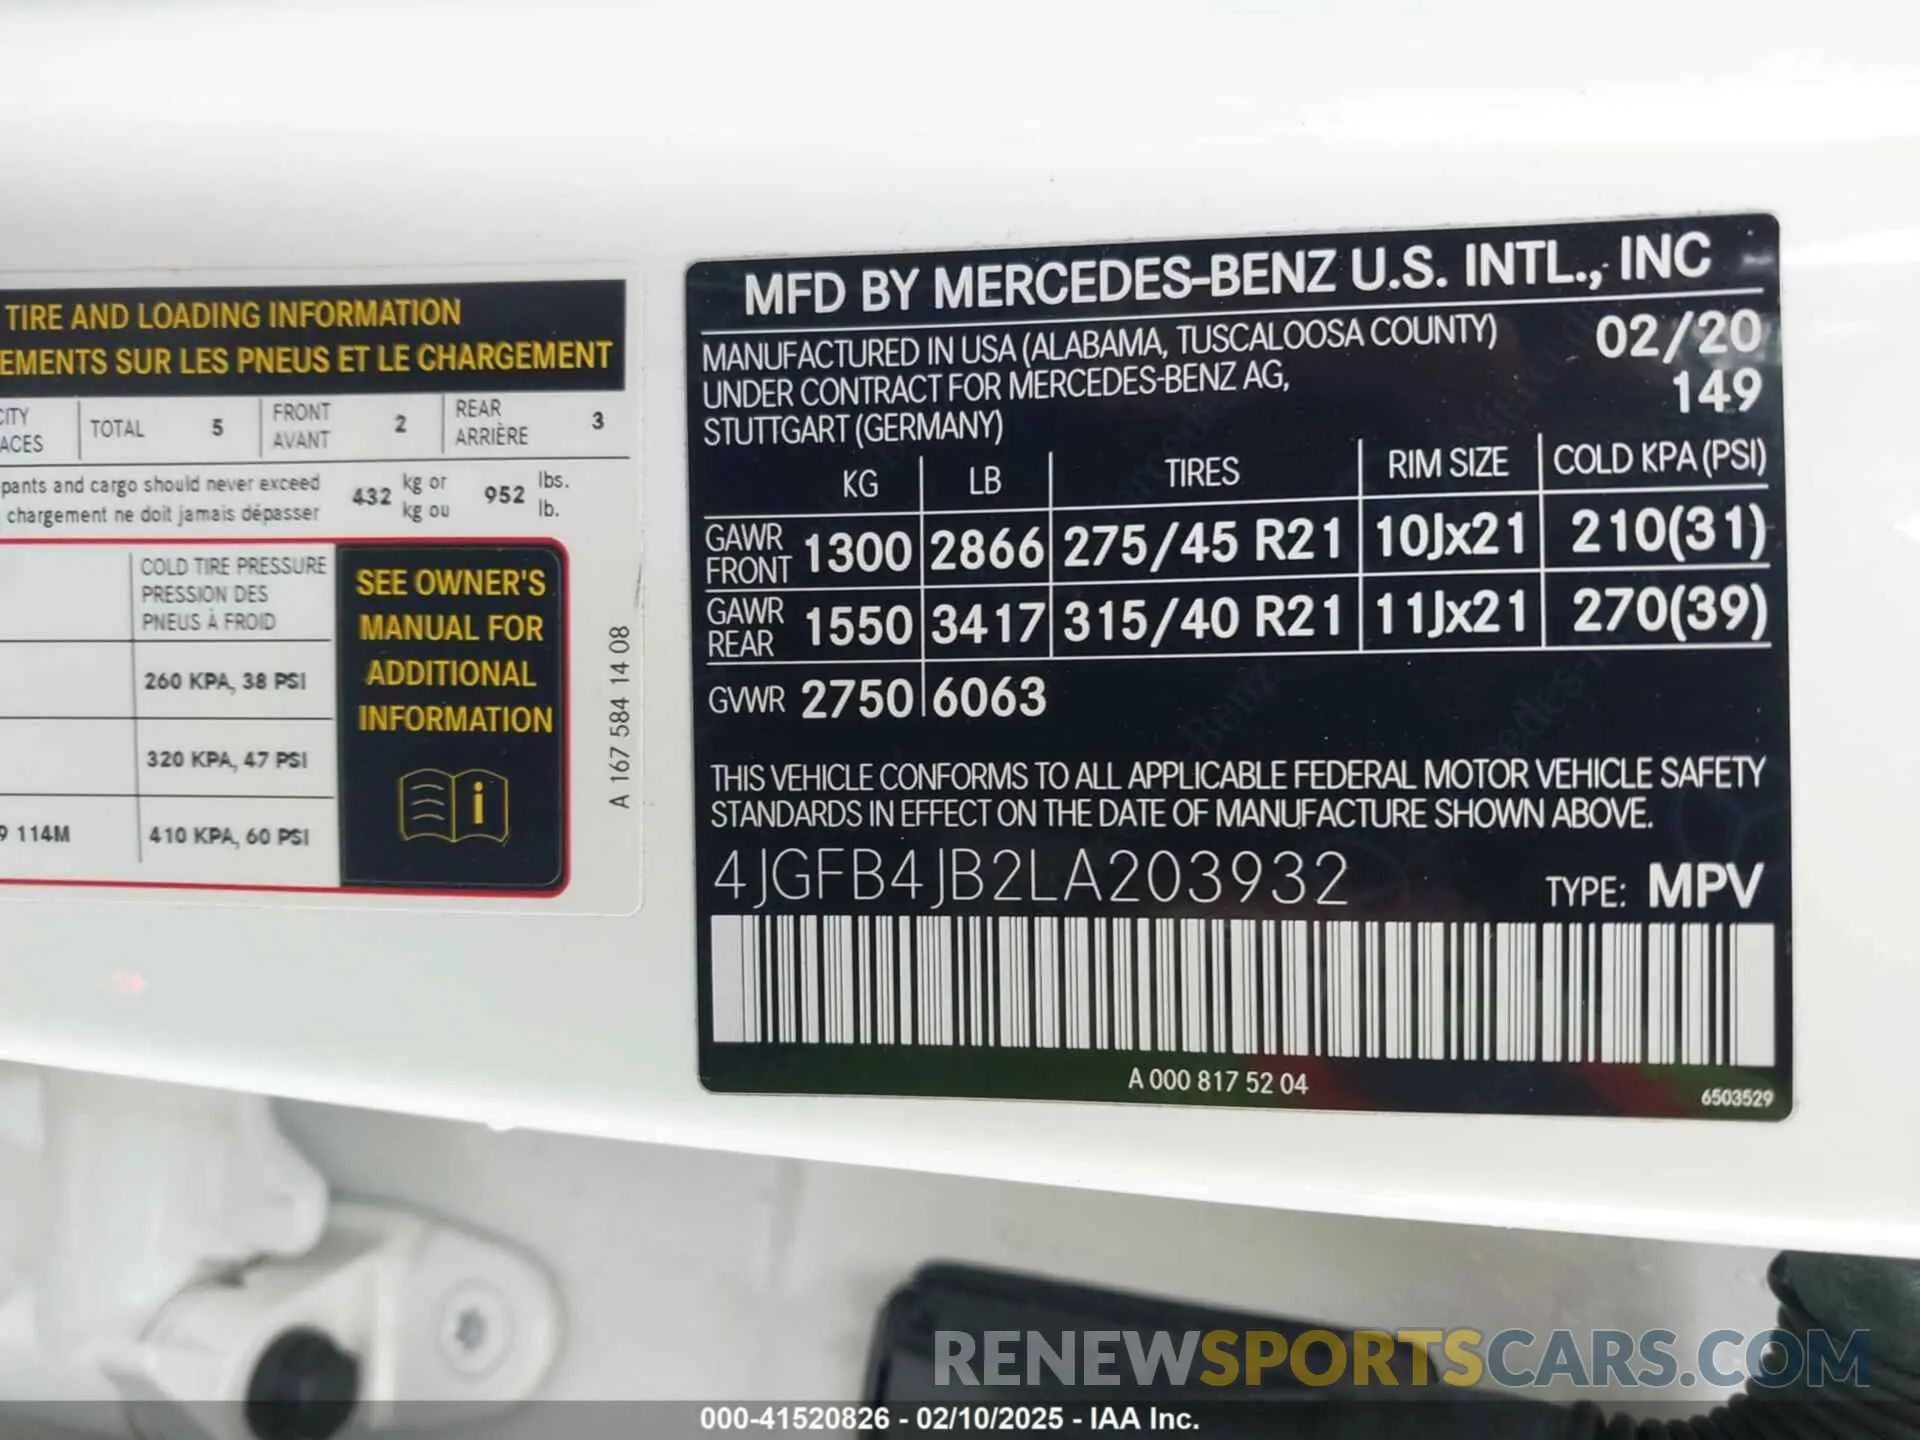 TIRE AND LOADING INFORMATION
EMENTS SUR LES PNEUS ET LE CHARGEMENT
CITY
ACES
TOTAL 5
FRONT
AVANT 2
REAR
ARRIÈRE 3
pants and cargo should never exceed
chargement ne doit jamais dépasser
432 kg or
kg ou
952 lbs.
lb.
COLD TIRE PRESSURE
PRESSION DES
PNEUS À FROID
260 KPA, 38 PSI
320 KPA, 47 PSI
9 114M 410 KPA, 60 PSI
SEE OWNER'S
MANUAL FOR
ADDITIONAL
INFORMATION
A 167 584 14 08
MFD BY MERCEDES-BENZ U.S. INTL., INC
MANUFACTURED IN USA (ALABAMA, TUSCALOOSA COUNTY)
UNDER CONTRACT FOR MERCEDES-BENZ AG,
STUTTGART (GERMANY)
02/20
149
KG LB TIRES RIM SIZE COLD KPA (PSI)
GAWR
FRONT 1300 2866 275/45 R21 10Jx21 210(31)
GAWR
REAR 1550 3417 315/40 R21 11Jx21 270(39)
GVWR 2750 6063
THIS VEHICLE CONFORMS TO ALL APPLICABLE FEDERAL MOTOR VEHICLE SAFETY
STANDARDS IN EFFECT ON THE DATE OF MANUFACTURE SHOWN ABOVE.
4JGFB4JB2LA203932 TYPE: MPV
A 000 817 52 04
6503529
RENEWSPORTSCARS.COM
000-41520826 - 02/10/2025 - IAA Inc.